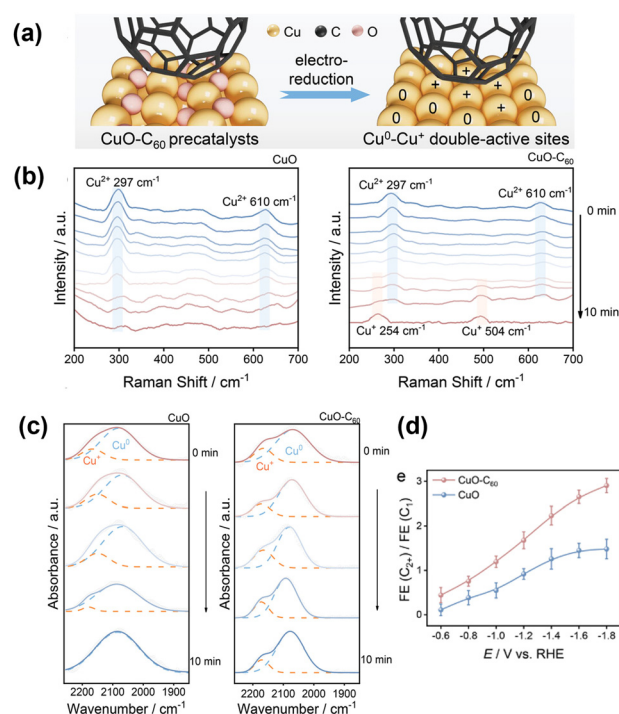 (a)
Cu C O
electro-
reduction
CuO-C₆₀ precatalysts
Cu⁰-Cu⁺ double-active sites
+ + + + + +
0 0 0 0 0 0
(b)
CuO
Cu²⁺ 297 cm⁻¹
Cu²⁺ 610 cm⁻¹
Intensity / a.u.
200 300 400 500 600 700
Raman Shift / cm⁻¹
CuO-C₆₀
Cu²⁺ 297 cm⁻¹
Cu²⁺ 610 cm⁻¹
0 min
10 min
Cu⁺ 254 cm⁻¹
Cu⁺ 504 cm⁻¹
Intensity / a.u.
200 300 400 500 600 700
Raman Shift / cm⁻¹
(c)
CuO
Cu⁰
Cu⁺
0 min
10 min
Absorbance / a.u.
2200 2100 2000 1900
Wavenumber / cm⁻¹
CuO-C₆₀
Cu⁰
Cu⁺
0 min
10 min
Absorbance / a.u.
2200 2100 2000 1900
Wavenumber / cm⁻¹
(d)
e
CuO-C₆₀
CuO
FE (C₂₊) / FE (C₁)
3
2
1
0
-0.6 -0.8 -1.0 -1.2 -1.4 -1.6 -1.8
E / V vs. RHE